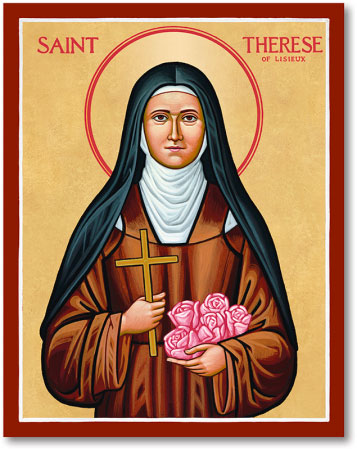 SAINT THERESE
OF LISIEUX